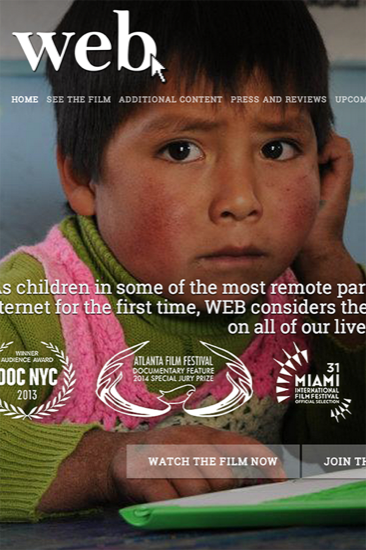 web
HOME SEE THE FILM ADDITIONAL CONTENT PRESS AND REVIEWS UPCOM
As children in some of the most remote par
ternet for the first time, WEB considers the
on all of our live
WINNER
AUDIENCE AWARD
DOC NYC
2013
ATLANTA FILM FESTIVAL
DOCUMENTARY FEATURE
2014 SPECIAL JURY PRIZE
31
MIAMI
INTERNATIONAL
FILM FESTIVAL
OFFICIAL SELECTION
WATCH THE FILM NOW JOIN TH